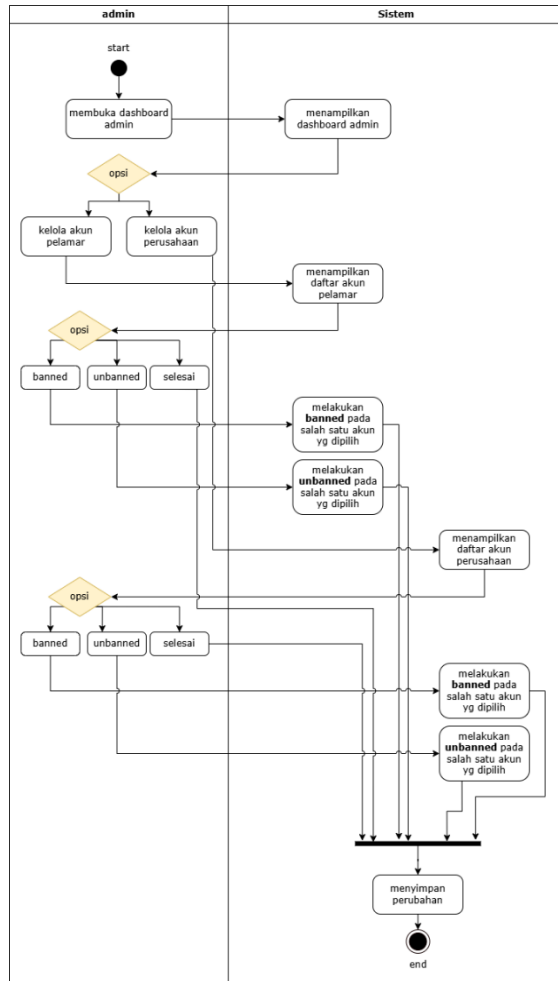 admin
Sistem
start
membuka dashboard
admin
menampilkan
dashboard admin
opsi
kelola akun
pelamar
kelola akun
perusahaan
menampilkan
daftar akun
pelamar
opsi
banned
unbanned
selesai
melakukan
banned pada
salah satu akun
yg dipilih
melakukan
unbanned pada
salah satu akun
yg dipilih
menampilkan
daftar akun
perusahaan
opsi
banned
unbanned
selesai
melakukan
banned pada
salah satu akun
yg dipilih
melakukan
unbanned pada
salah satu akun
yg dipilih
menyimpan
perubahan
end